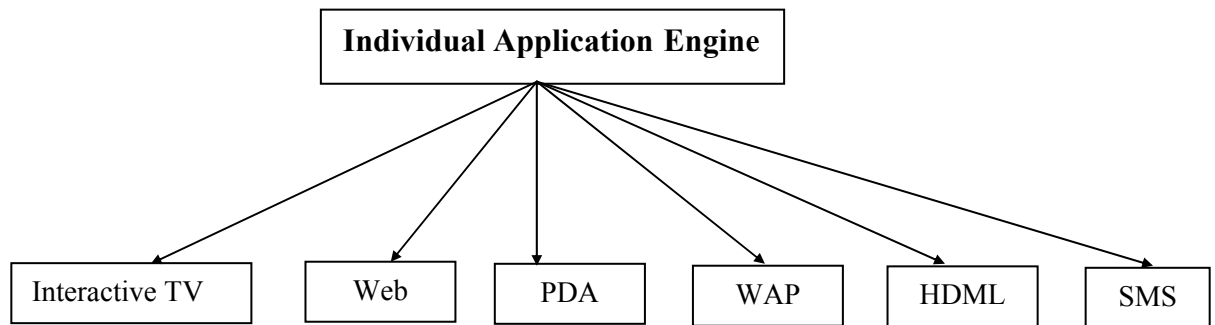 Individual Application Engine
Interactive TV
Web
PDA
WAP
HDML
SMS